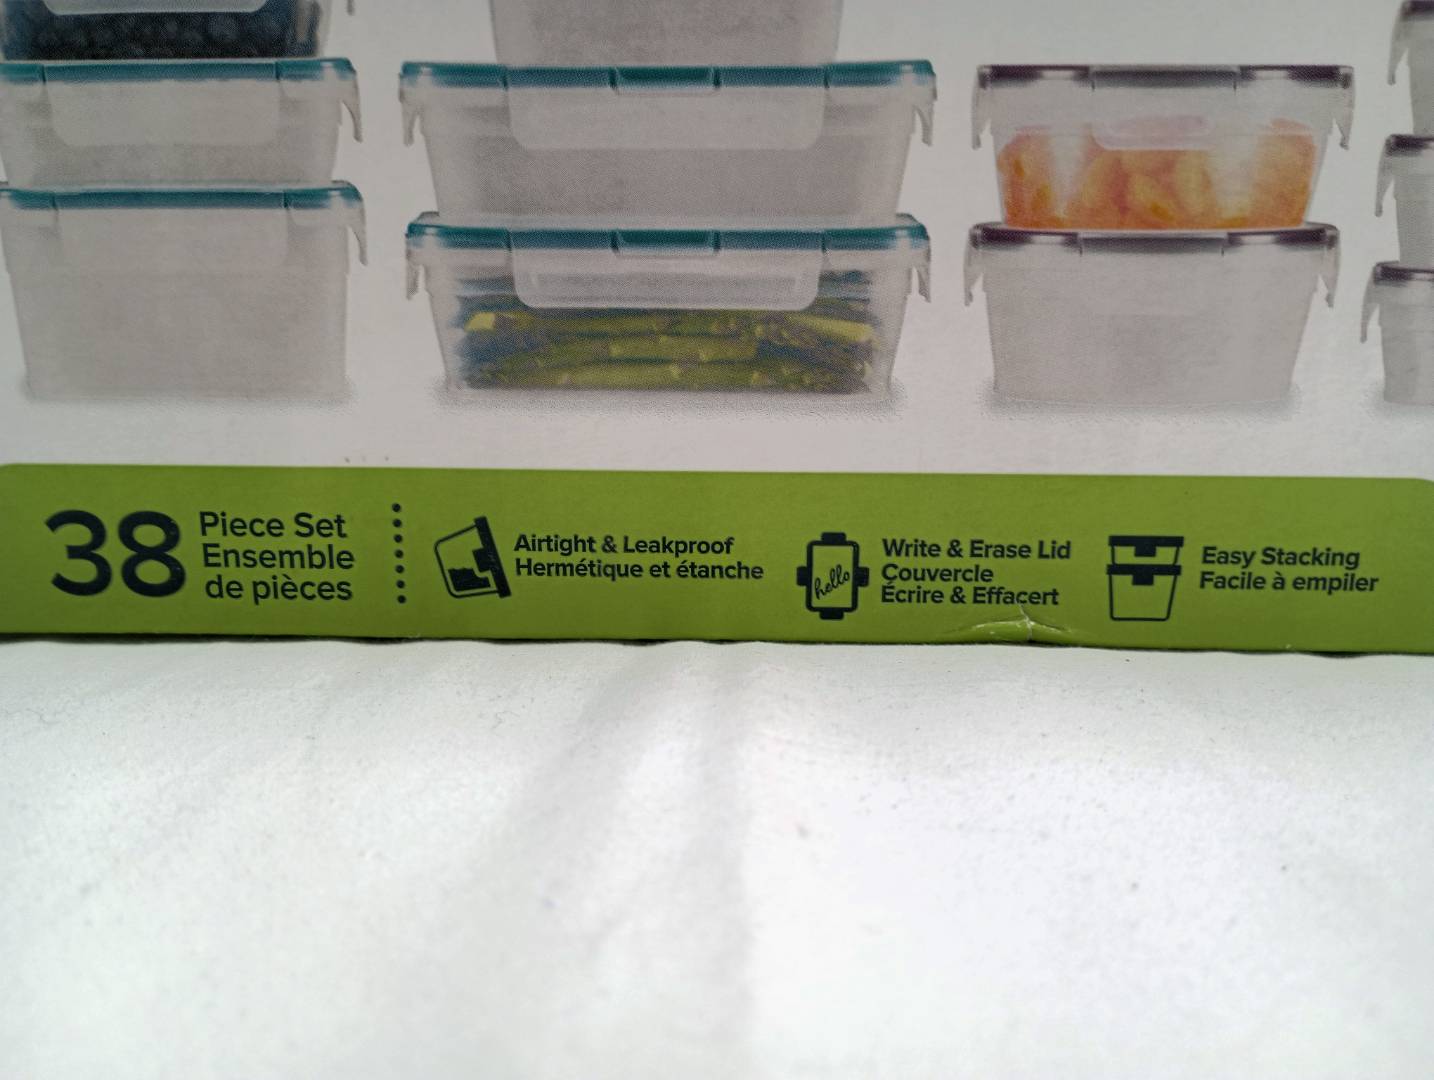 38
Piece Set
Ensemble
de pièces
Airtight & Leakproof
Hermétique et étanche
hello
Write & Erase Lid
Couvercle
Écrire & Effacert
Easy Stacking
Facile à empiler